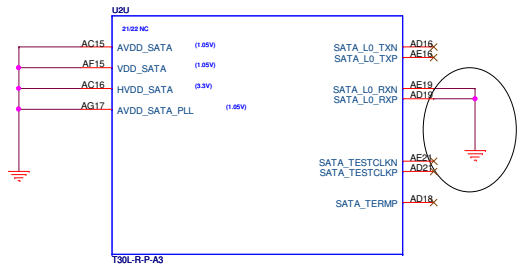 U2U
21/22 NC
AC15 AVDD_SATA (1.05V) SATA_L0_TXN AD16
SATA_L0_TXP AE16
AF15 VDD_SATA (1.05V)
AC16 HVDD_SATA (3.3V) SATA_L0_RXN AE19
SATA_L0_RXP AD19
AG17 AVDD_SATA_PLL (1.05V)
SATA_TESTCLKN AE21
SATA_TESTCLKP AD21
SATA_TERMP AD18
T30L-R-P-A3